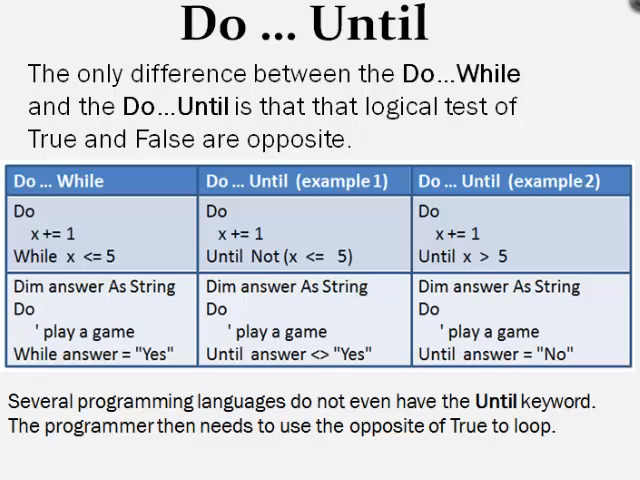 Do ... Until
The only difference between the Do...While
and the Do...Until is that that logical test of
True and False are opposite.
Do ... While
Do ... Until (example 1)
Do ... Until (example 2)
Do
x += 1
While x <= 5
Do
x += 1
Until Not (x <= 5)
Do
x += 1
Until x > 5
Dim answer As String
Do
' play a game
While answer = "Yes"
Dim answer As String
Do
' play a game
Until answer <> "Yes"
Dim answer As String
Do
' play a game
Until answer = "No"
Several programming languages do not even have the Until keyword.
The programmer then needs to use the opposite of True to loop.